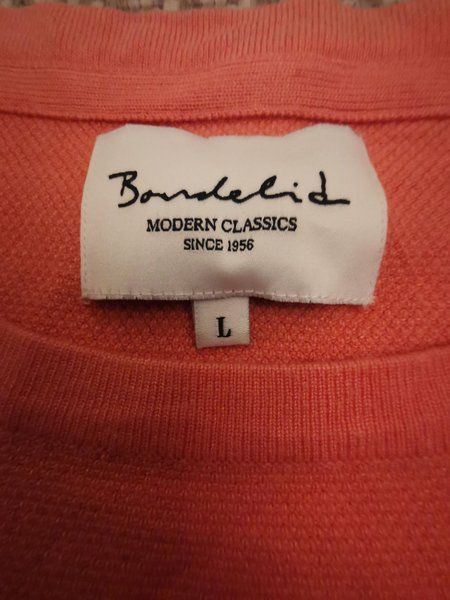 Bondelid
MODERN CLASSICS
SINCE 1956
L